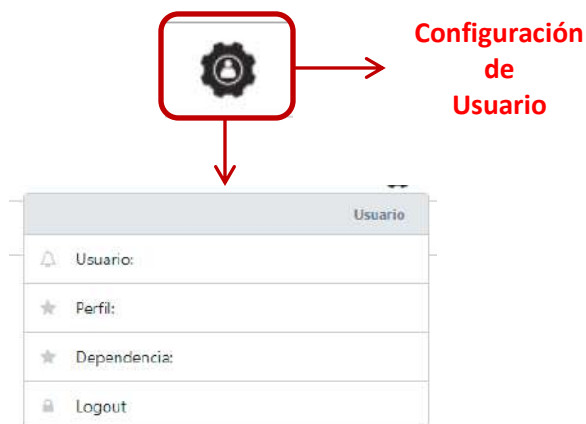 Configuración
de
Usuario
Usuario
Usuario:
Perfil:
Dependencia:
Logout